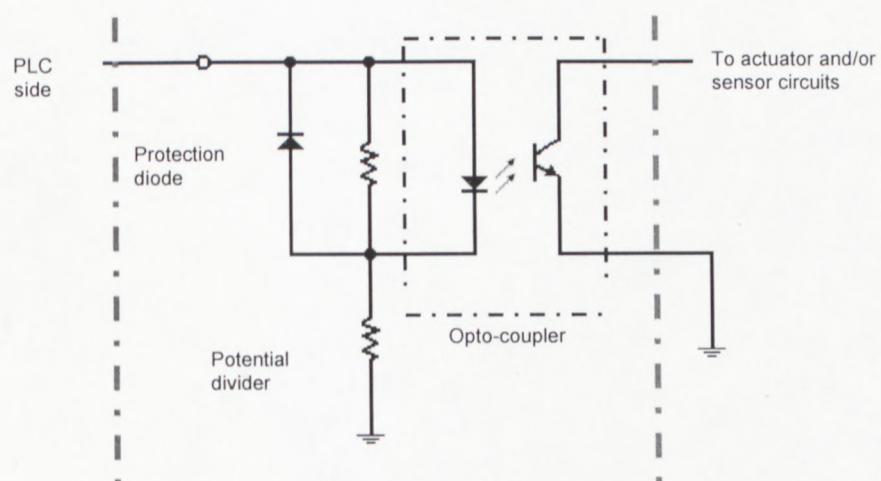 PLC
side
To actuator and/or
sensor circuits
Protection
diode
Opto-coupler
Potential
divider